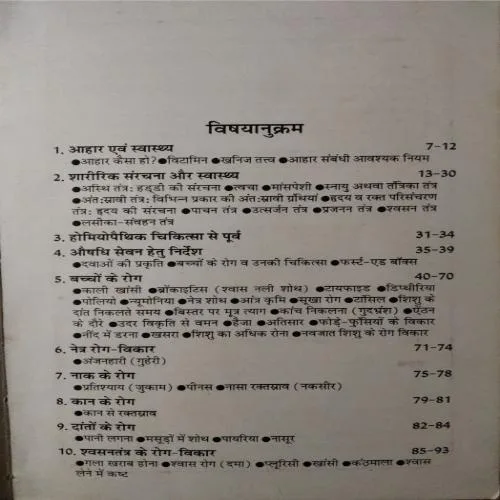 विषयानुक्रम
1. आहार एवं स्वास्थ्य 7-12
●आहार कैसा हो? ●विटामिन ●खनिज तत्त्व ●आहार संबंधी आवश्यक नियम
2. शारीरिक संरचना और स्वास्थ्य 13-30
●अस्थि तंत्र: हड्डी की संरचना ●त्वचा ●मांसपेशी ●स्नायु अथवा तंत्रिका तंत्र
●अंत:स्रावी तंत्र: विभिन्न प्रकार की अंत:स्रावी ग्रंथियां ●हृदय व रक्त परिसंचरण
तंत्र: हृदय की संरचना ●पाचन तंत्र ●उत्सर्जन तंत्र ●प्रजनन तंत्र ●श्वसन तंत्र
●लसीका-संवहन तंत्र
3. होमियोपैथिक चिकित्सा से पूर्व 31-34
4. औषधि सेवन हेतु निर्देश 35-39
●दवाओं की प्रकृति ●बच्चों के रोग व उनकी चिकित्सा ●फर्स्ट-एड बॉक्स
5. बच्चों के रोग 40-70
●काली खांसी ●ब्रोंकाइटिस (श्वास नली शोथ) ●टायफाइड ●डिप्थीरिया
●पोलियो ●न्यूमोनिया ●नेत्र शोथ ●आंत्र कृमि ●सूखा रोग ●टांसिल ●शिशु के
दांत निकलते समय ●बिस्तर पर मूत्र त्याग ●कांच निकलना (गुदभ्रंश) ●ऐंठन
के दौरे ●उदर विकृति से वमन ●हैजा ●अतिसार ●फोड़े-फुंसियों के विकार
●नींद में डरना ●खसरा ●शिशु का अधिक रोना ●नवजात शिशु के रोग विकार
6. नेत्र रोग-विकार 71-74
●अंजनहारी (गुहेरी)
7. नाक के रोग 75-78
●प्रतिश्याय (जुकाम) ●पीनस ●नासा रक्तस्राव (नकसीर)
8. कान के रोग 79-81
●कान से रक्तस्राव
9. दांतों के रोग 82-84
●पानी लगना ●मसूड़ों में शोथ ●पायरिया ●नासूर
10. श्वसनतंत्र के रोग-विकार 85-93
●गला खराब होना ●श्वास रोग (दमा) ●प्लूरिसी ●खांसी ●कंठमाला ●श्वास
लेने में कष्ट